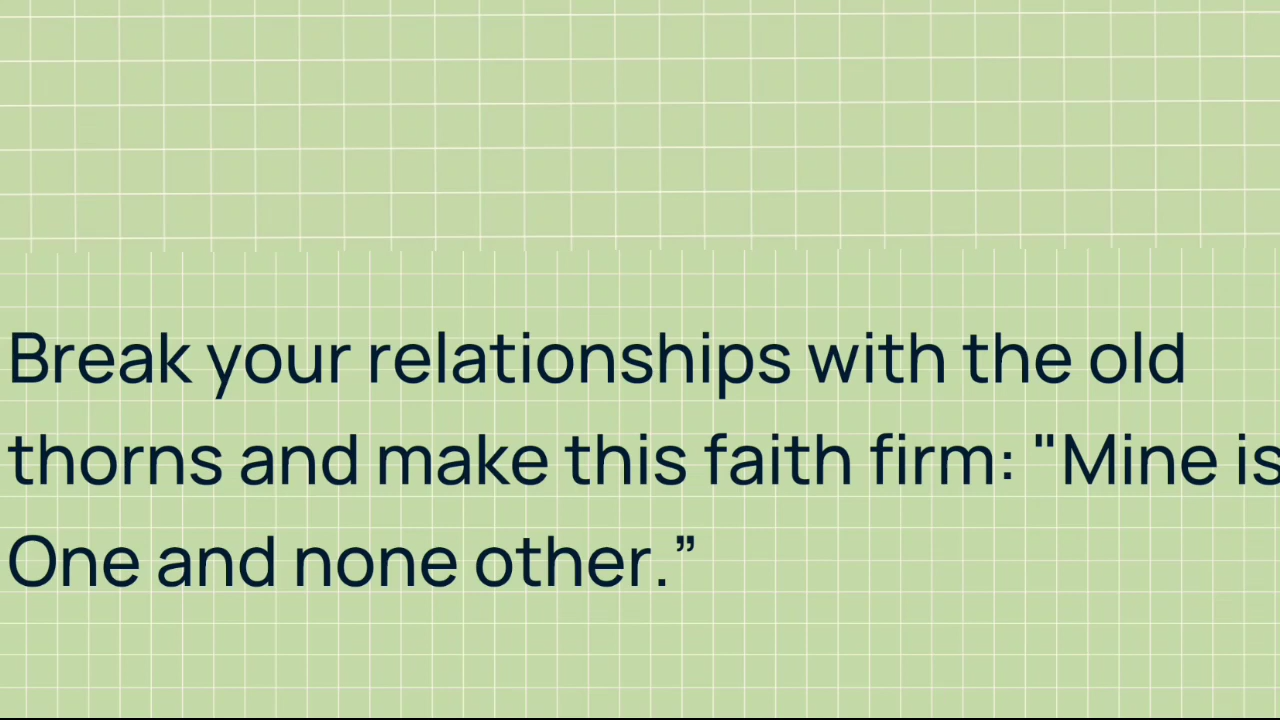 Break your relationships with the old
thorns and make this faith firm: "Mine is
One and none other.”